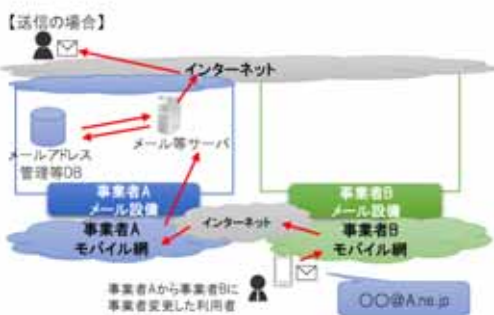 【送信の場合】
インターネット
メールアドレス
管理等DB
メール等サーバ
事業者A
メール設備
事業者B
メール設備
事業者A
モバイル網
インターネット
事業者B
モバイル網
事業者Aから事業者Bに
事業者変更した利用者
〇〇@A.ne.jp